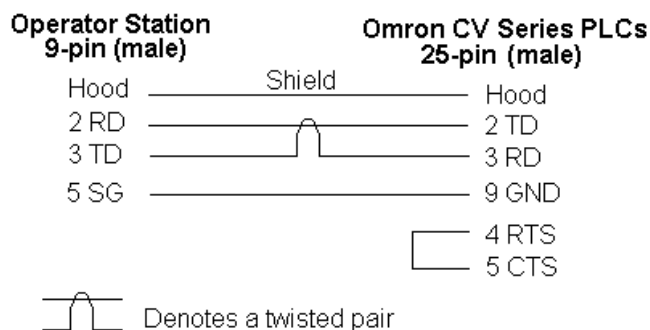 Operator Station
9-pin (male)
Omron CV Series PLCs
25-pin (male)
Hood Shield Hood
2 RD 2 TD
3 TD 3 RD
5 SG 9 GND
4 RTS
5 CTS
Denotes a twisted pair